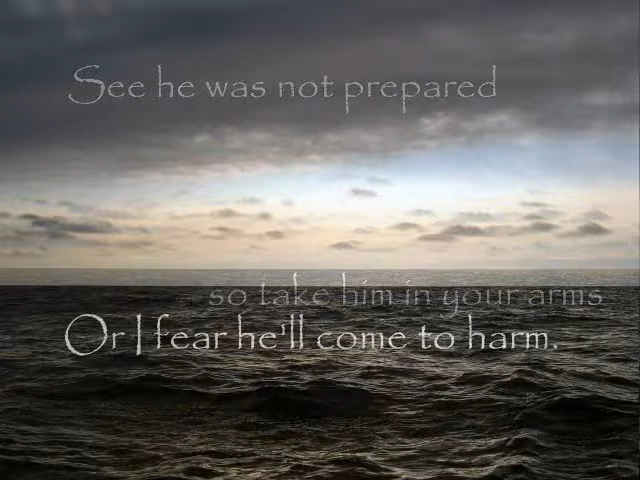 See he was not prepared
so take him in your arms
Or I fear he'll come to harm.